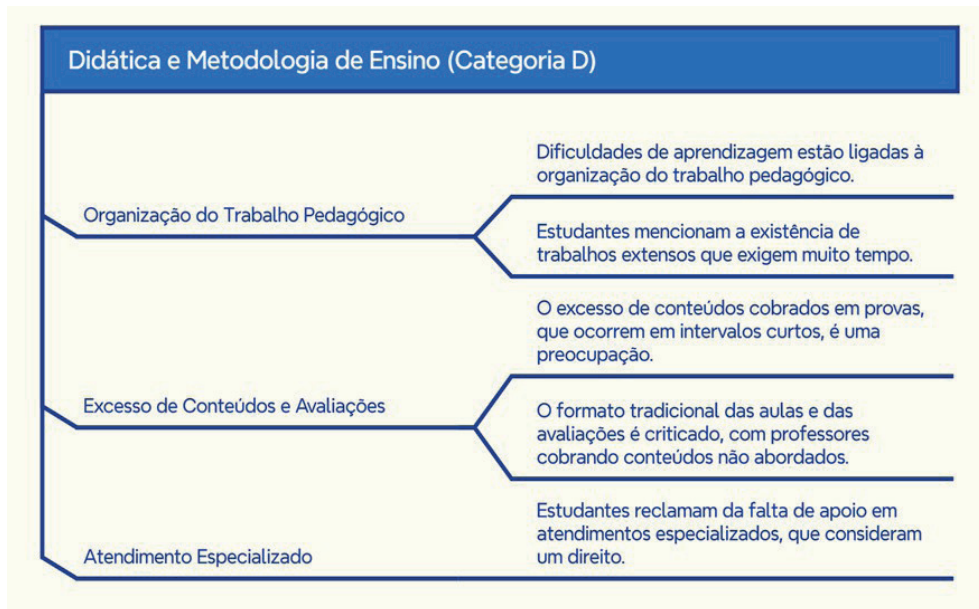 Didática e Metodologia de Ensino (Categoria D)
Organização do Trabalho Pedagógico
Dificuldades de aprendizagem estão ligadas à
organização do trabalho pedagógico.
Estudantes mencionam a existência de
trabalhos extensos que exigem muito tempo.
Excesso de Conteúdos e Avaliações
O excesso de conteúdos cobrados em provas,
que ocorrem em intervalos curtos, é uma
preocupação.
O formato tradicional das aulas e das
avaliações é criticado, com professores
cobrando conteúdos não abordados.
Atendimento Especializado
Estudantes reclamam da falta de apoio em
atendimentos especializados, que consideram
um direito.